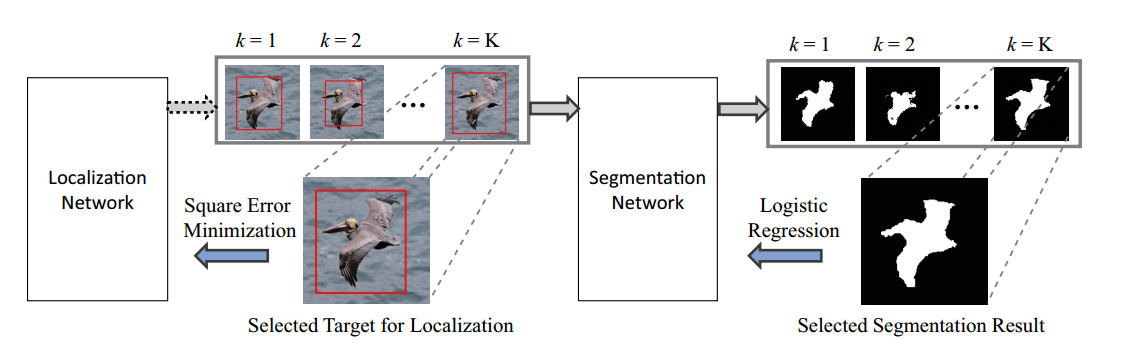 k = 1
k = 2
k = K
...
Localization
Network
Square Error
Minimization
Selected Target for Localization
Segmentation
Network
k = 1
k = 2
k = K
...
Logistic
Regression
Selected Segmentation Result